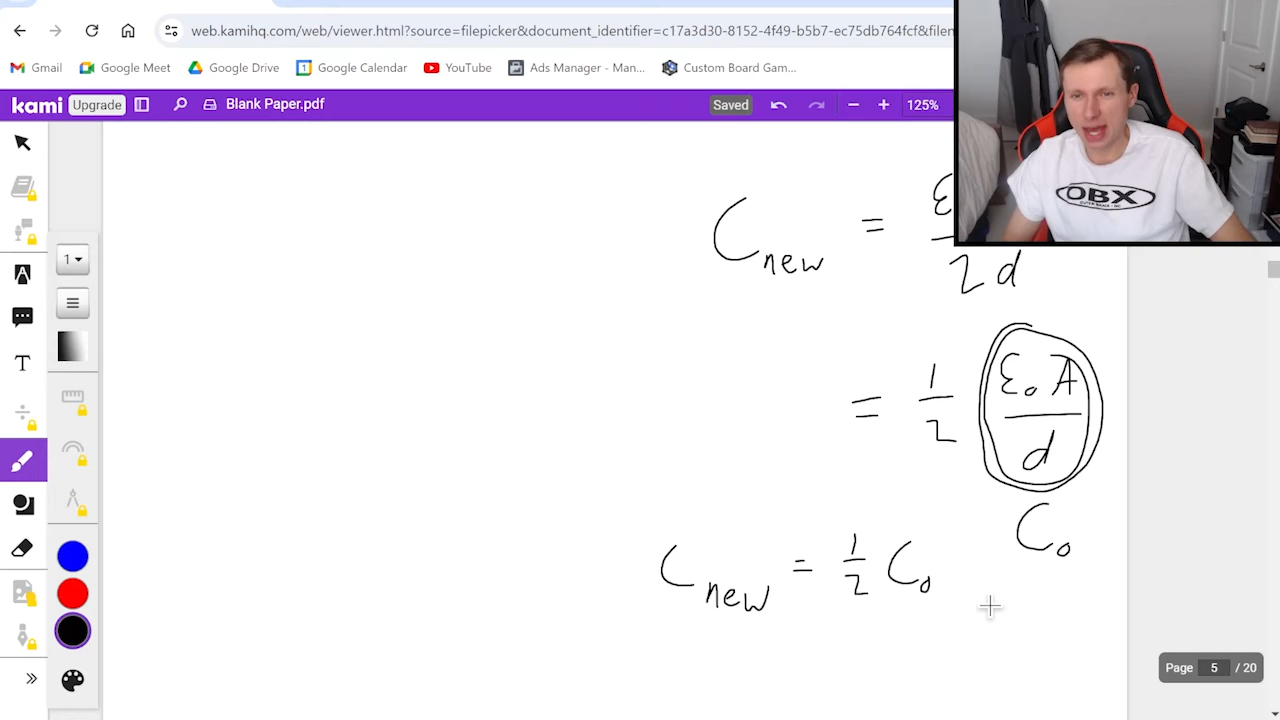 web.kamihq.com/web/viewer.html?source=filepicker&document_identifier=c17a3d30-8152-4f49-b5b7-ec75db764fcf&filen
Gmail Google Meet Google Drive Google Calendar YouTube Ads Manager - Man... Custom Board Gam...
kami Upgrade Blank Paper.pdf Saved 125%
C_new = ε / 2d
1
= 1/2 ε₀A/d
C₀
C_new = 1/2 C₀
OBX
Page 5 / 20